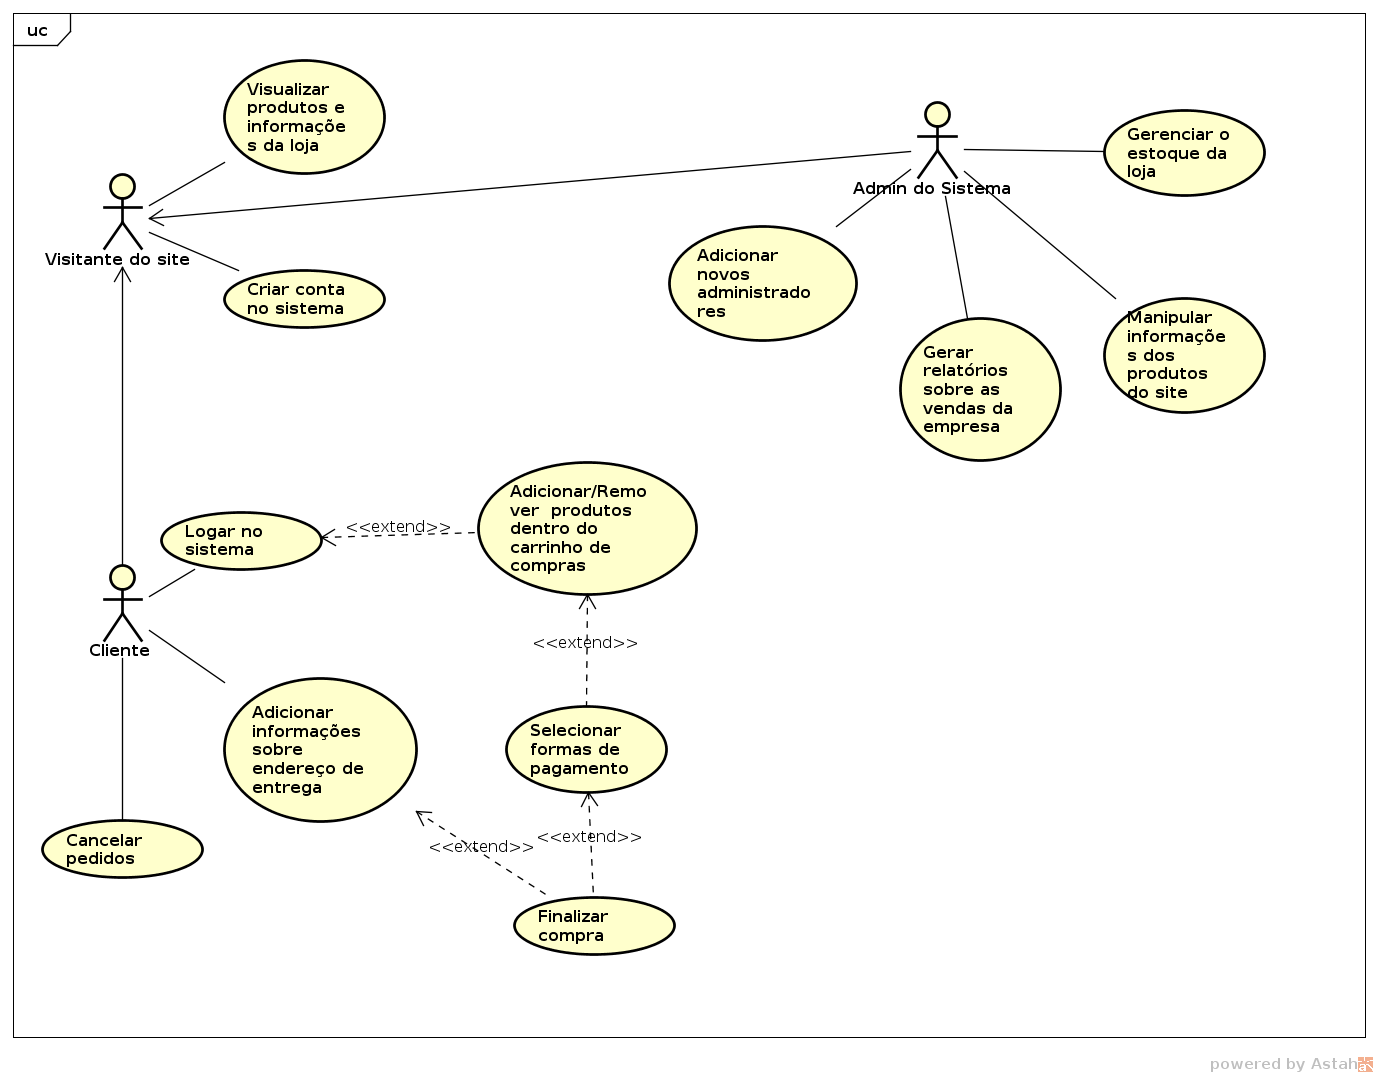 uc
Visualizar
produtos e
informaçõe
s da loja
Visitante do site
Criar conta
no sistema
Admin do Sistema
Gerenciar o
estoque da
loja
Adicionar
novos
administrado
res
Gerar
relatórios
sobre as
vendas da
empresa
Manipular
informaçõe
s dos
produtos
do site
Logar no
sistema
<<extend>>
Adicionar/Remo
ver  produtos
dentro do
carrinho de
compras
Cliente
<<extend>>
Adicionar
informações
sobre
endereço de
entrega
Selecionar
formas de
pagamento
Cancelar
pedidos
<<extend>>
<<extend>>
Finalizar
compra
powered by Astah